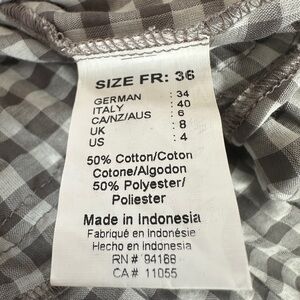 SIZE FR: 36
GERMAN : 34
ITALY : 40
CA/NZ/AUS : 6
UK : 8
US : 4
50% Cotton/Coton
Cotone/Algodon
50% Polyester/
Poliester
Made in Indonesia
Fabriqué en Indonésie
Hecho en Indonesia
RN# 94168
CA# 11055